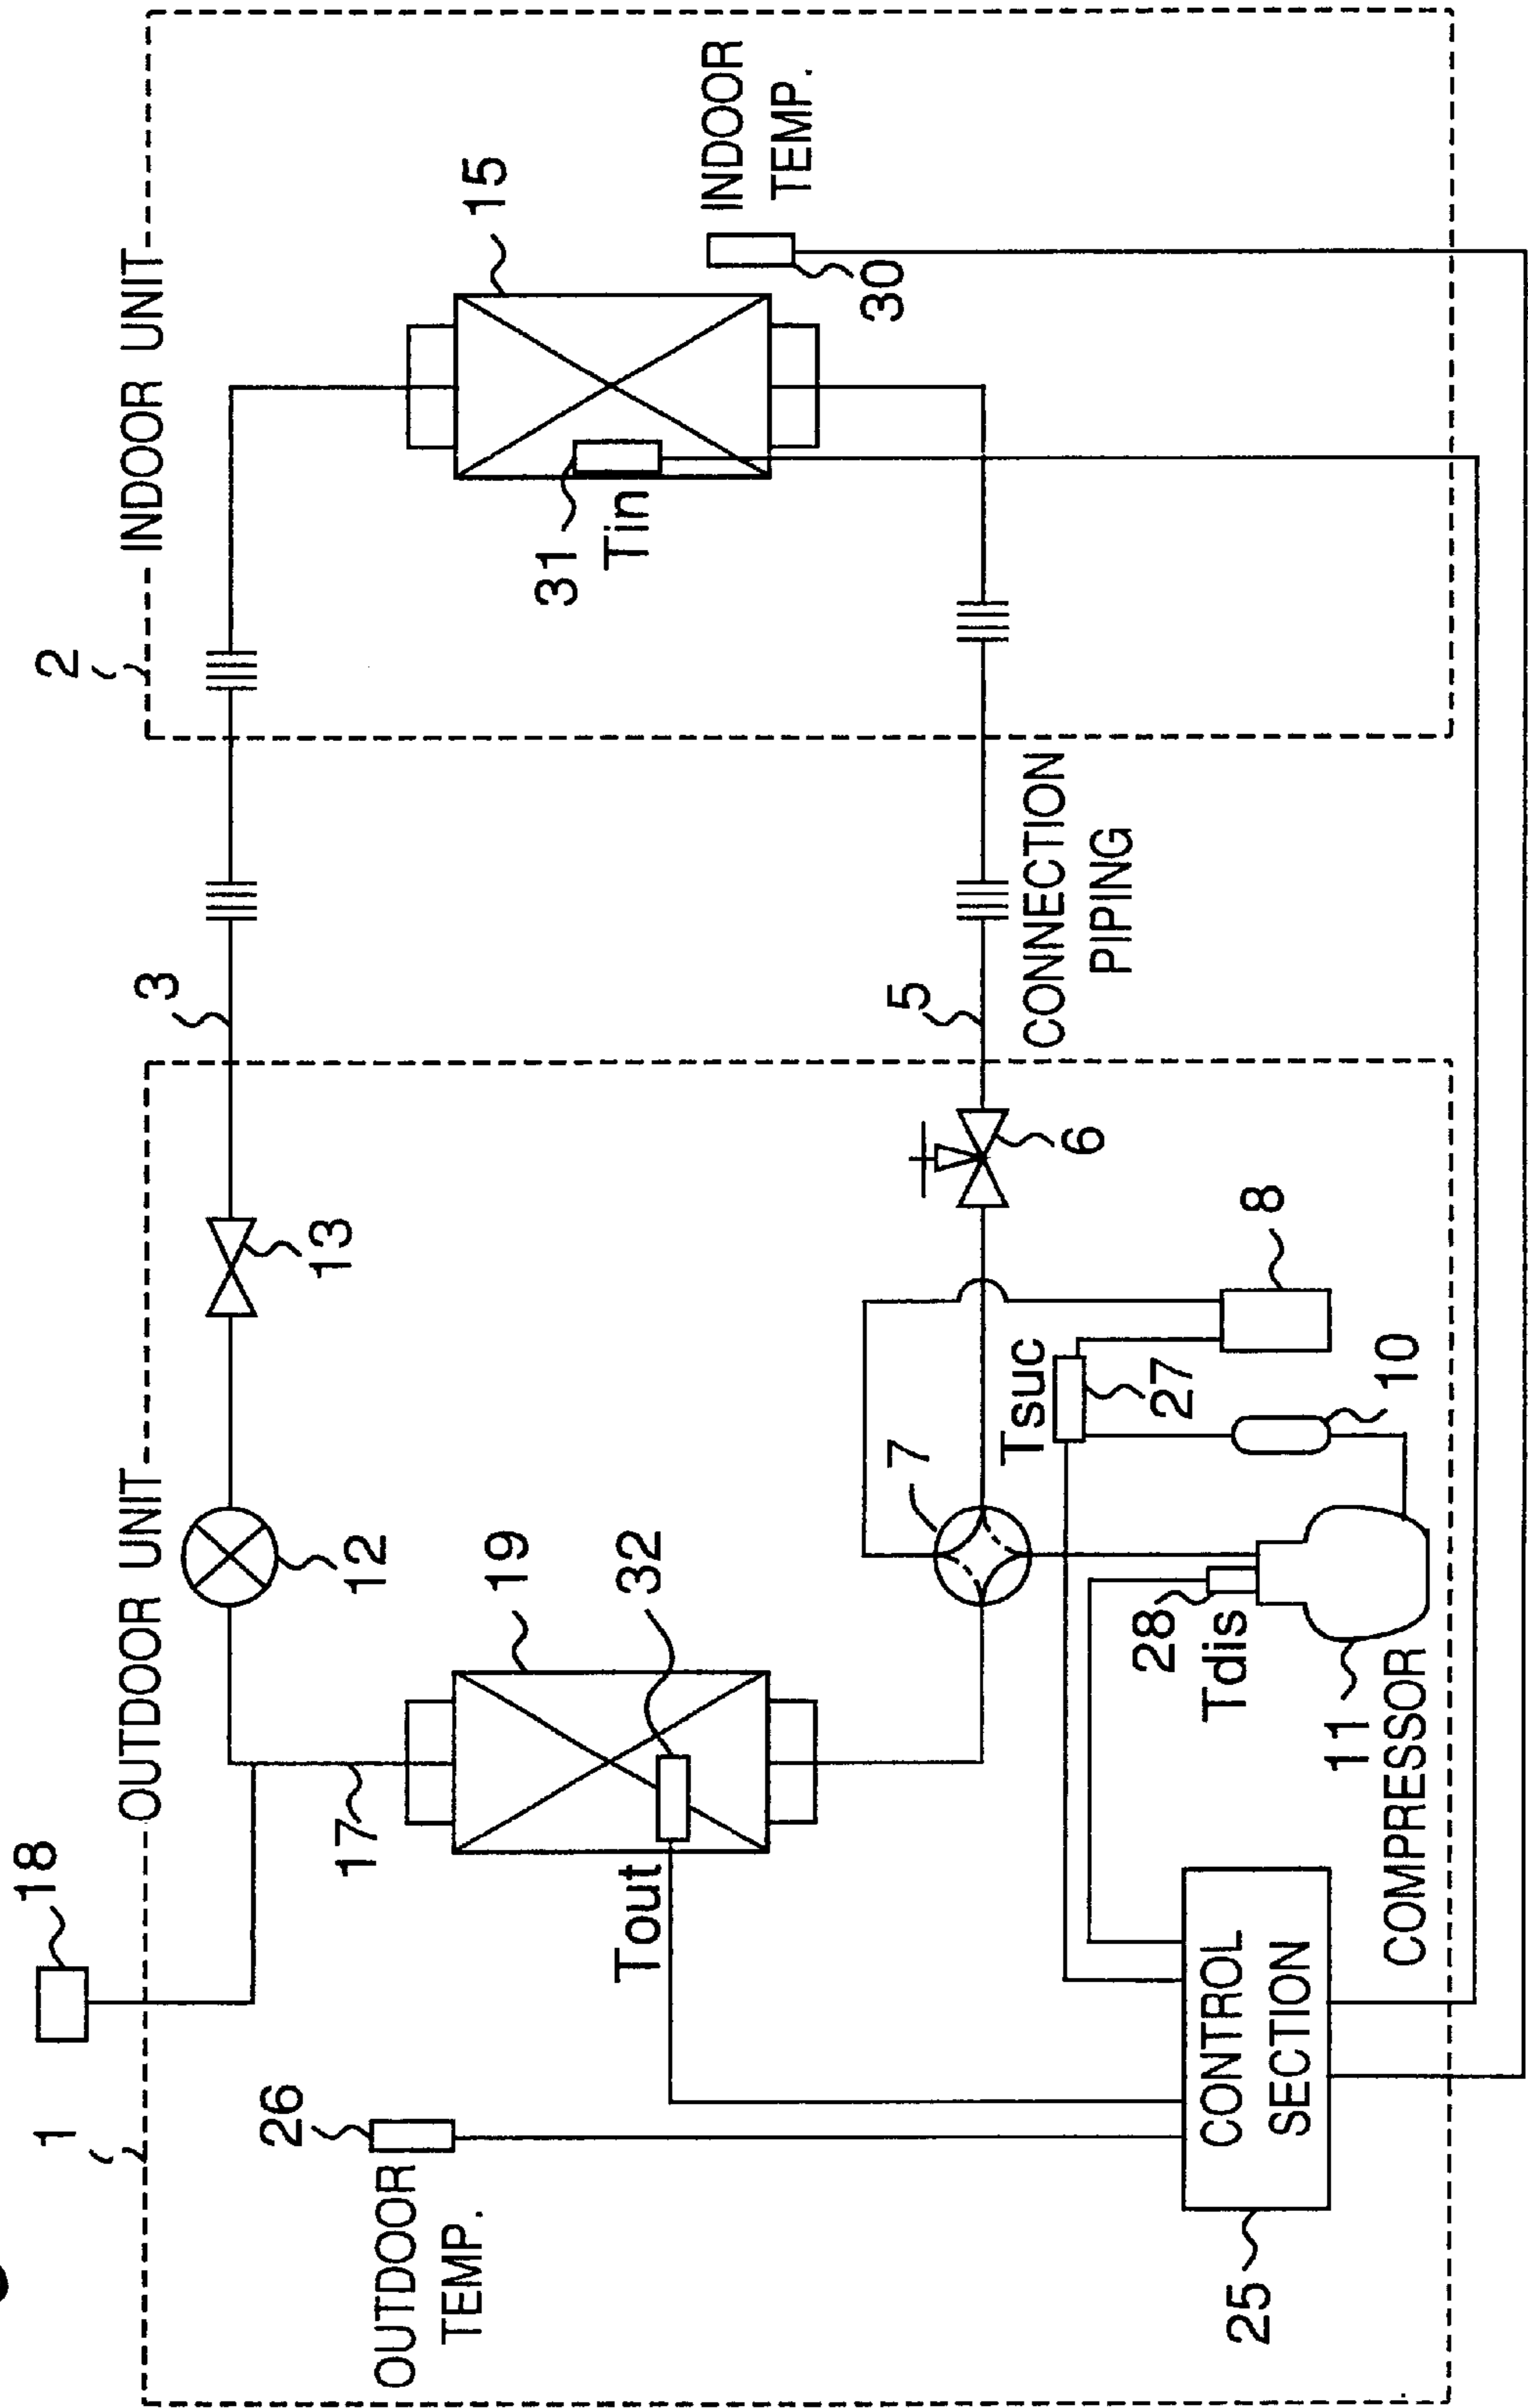 1
18
OUTDOOR UNIT
2
INDOOR UNIT
3
13
12
17
19
32
Tout
26
OUTDOOR
TEMP.
15
31
Tin
30
INDOOR
TEMP.
5
CONNECTION
PIPING
6
7
Tsuc
27
8
10
28
Tdis
11
COMPRESSOR
CONTROL
SECTION
25